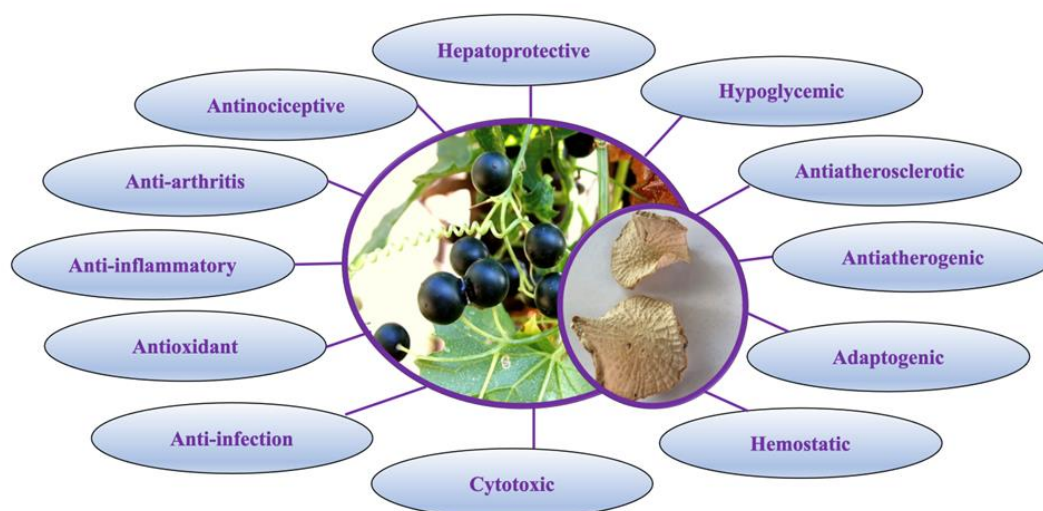 Hepatoprotective
Antinociceptive
Hypoglycemic
Anti-arthritis
Antiatherosclerotic
Anti-inflammatory
Antiatherogenic
Antioxidant
Adaptogenic
Anti-infection
Hemostatic
Cytotoxic